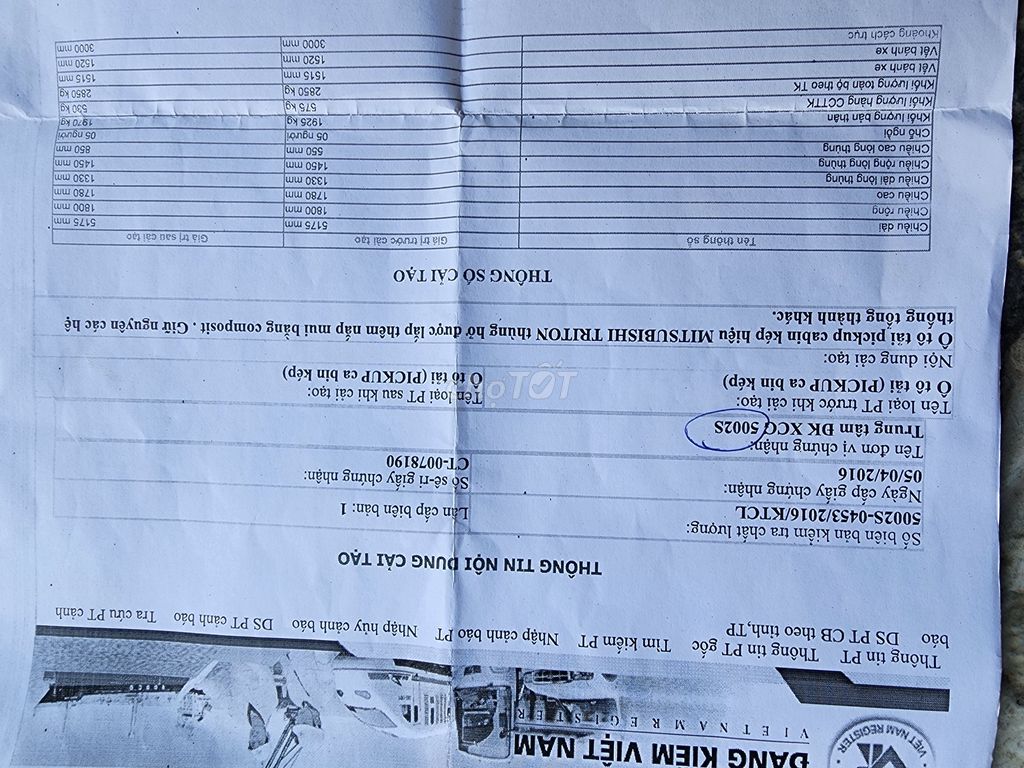 VIETNAM REGISTER
VR
ĐĂNG KIỂM VIỆT NAM
VIETNAM REGISTER
Thông tin PT Thông tin PT gốc Tìm kiếm PT Nhập cảnh báo PT Nhập hủy cảnh báo DS PT cảnh báo Tra cứu PT cảnh
báo DS PT CB theo tỉnh,TP
THÔNG TIN NỘI DUNG CẢI TẠO
Số biên bản kiểm tra chất lượng:
5002S-0453/2016/KTCL
Lần cấp biên bản: 1
Ngày cấp giấy chứng nhận:
05/04/2016
Số sê-ri giấy chứng nhận:
CT-0078190
Tên đơn vị chứng nhận:
Trung tâm ĐK XCG 5002S
Tên loại PT trước khi cải tạo:
Ô tô tải (PICKUP ca bin kép)
Tên loại PT sau khi cải tạo:
Ô tô tải (PICKUP ca bin kép)
Nội dung cải tạo:
Ô tô tải pickup cabin kép hiệu MITSUBISHI TRITON thùng hở được lắp thêm nắp mui bằng composit , Giữ nguyên các hệ
thống tổng thành khác.
THÔNG SỐ CẢI TẠO
Tên thông số Giá trị trước cải tạo Giá trị sau cải tạo
Chiều dài 5175 mm 5175 mm
Chiều rộng 1800 mm 1800 mm
Chiều cao 1780 mm 1780 mm
Chiều dài lòng thùng 1330 mm 1330 mm
Chiều rộng lòng thùng 1450 mm 1450 mm
Chiều cao lòng thùng 550 mm 850 mm
Chỗ ngồi 05 người 05 người
Khối lượng bản thân 1925 kg 1970 kg
Khối lượng hàng CCTTK 575 kg 530 kg
Khối lượng toàn bộ theo TK 2850 mm 2850 mm
Vết bánh xe 1515 mm 1515 mm
Vết bánh xe 1520 mm 1520 mm
Khoảng cách trục 3000 mm 3000 mm
chợTỐT